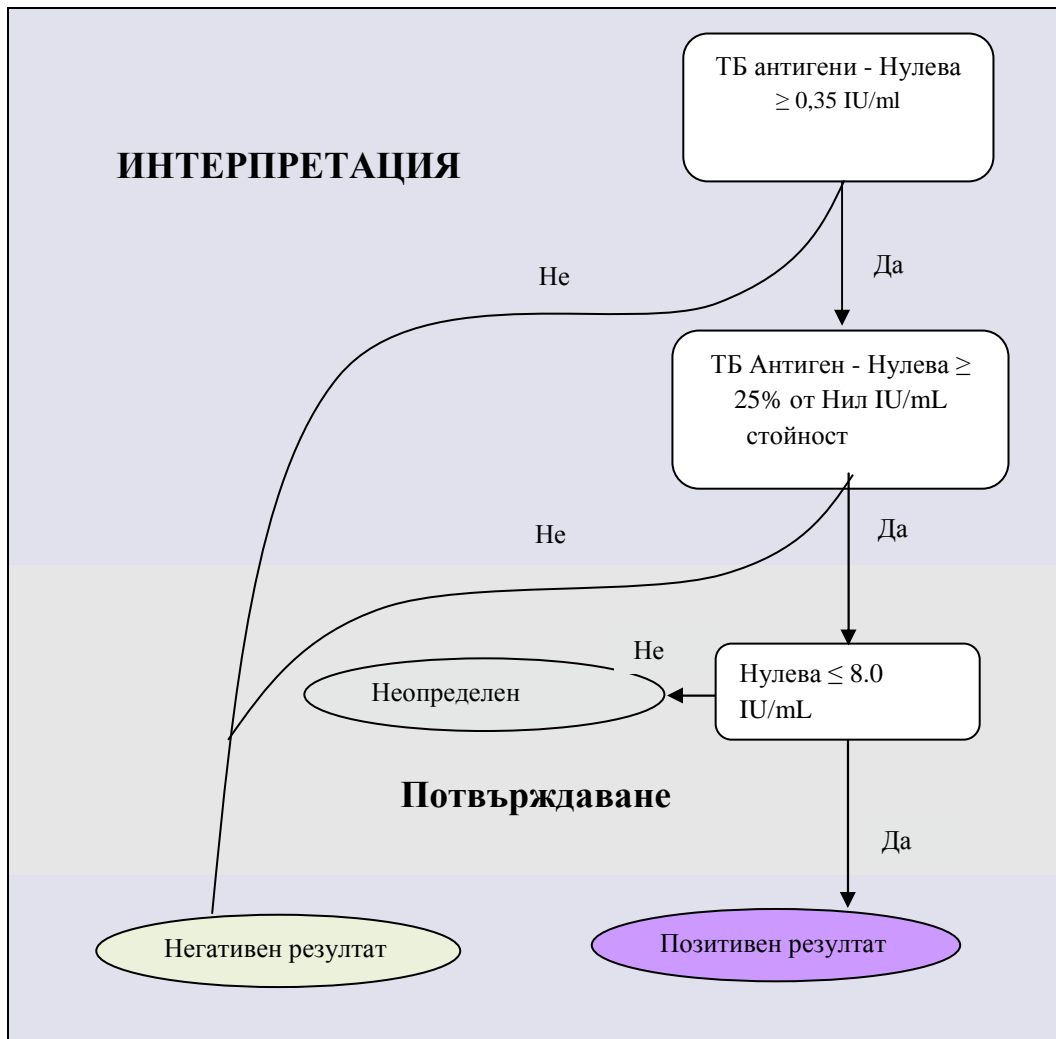 ТБ антигени - Нулева
≥ 0,35 IU/ml
ИНТЕРПРЕТАЦИЯ
Не
Да
ТБ Антиген - Нулева ≥
25% от Нил IU/mL
стойност
Не
Да
Не
Нулева ≤ 8.0
IU/mL
Неопределен
Потвърждаване
Да
Негативен резултат
Позитивен резултат